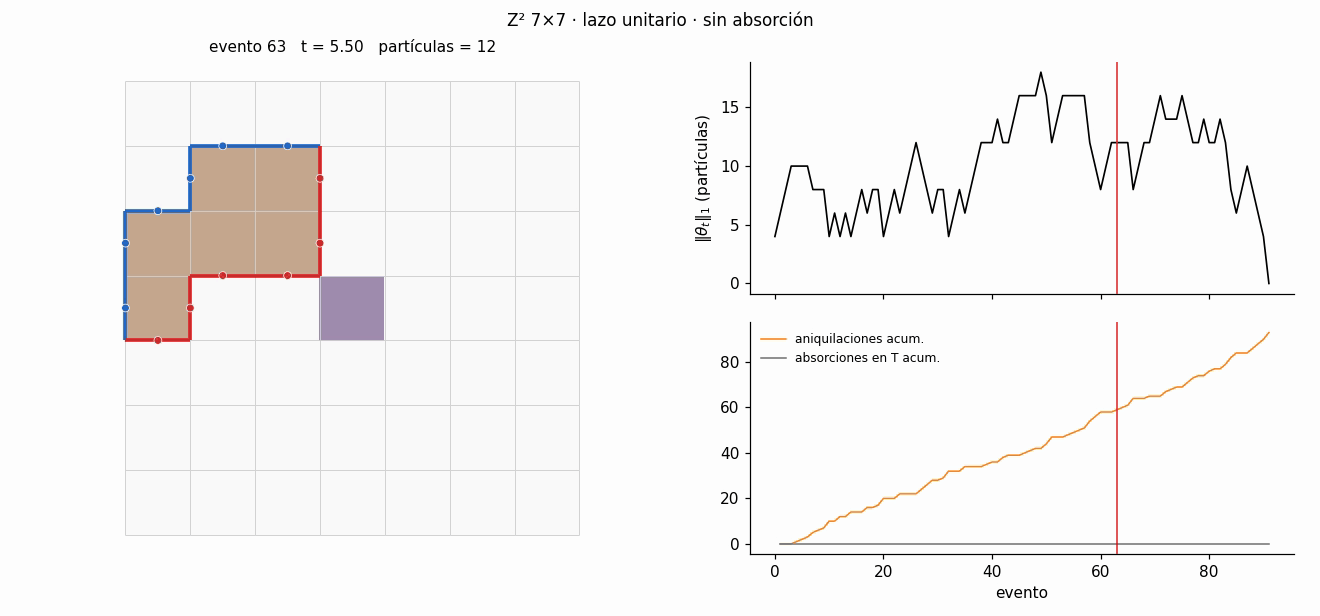 Z² 7×7 · lazo unitario · sin absorción
evento 63   t = 5.50   partículas = 12
‖θₜ‖₁ (partículas)
15
10
5
0
aniquilaciones acum.
absorciones en T acum.
80
60
40
20
0
0 20 40 60 80
evento